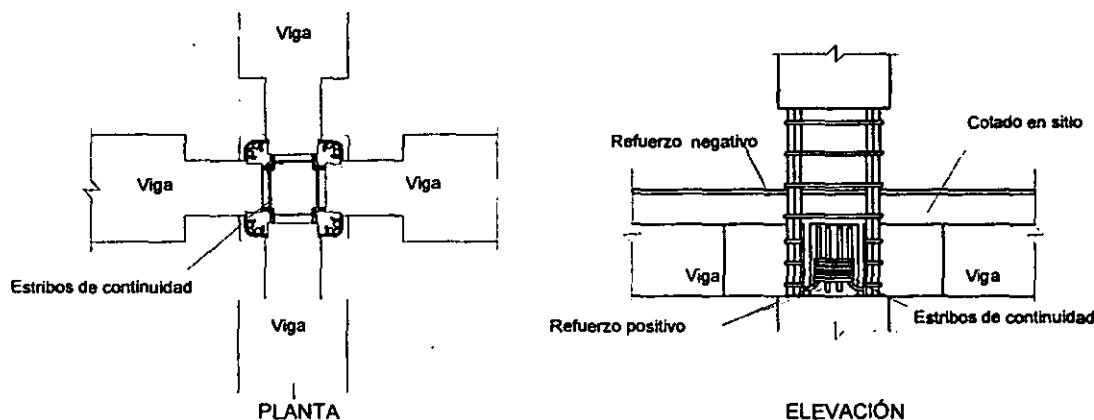 Viga
Viga
Viga
Estribos de continuidad
Viga
PLANTA
Refuerzo negativo
Colado en sitio
Viga
Viga
Refuerzo positivo
Estribos de continuidad
ELEVACIÓN